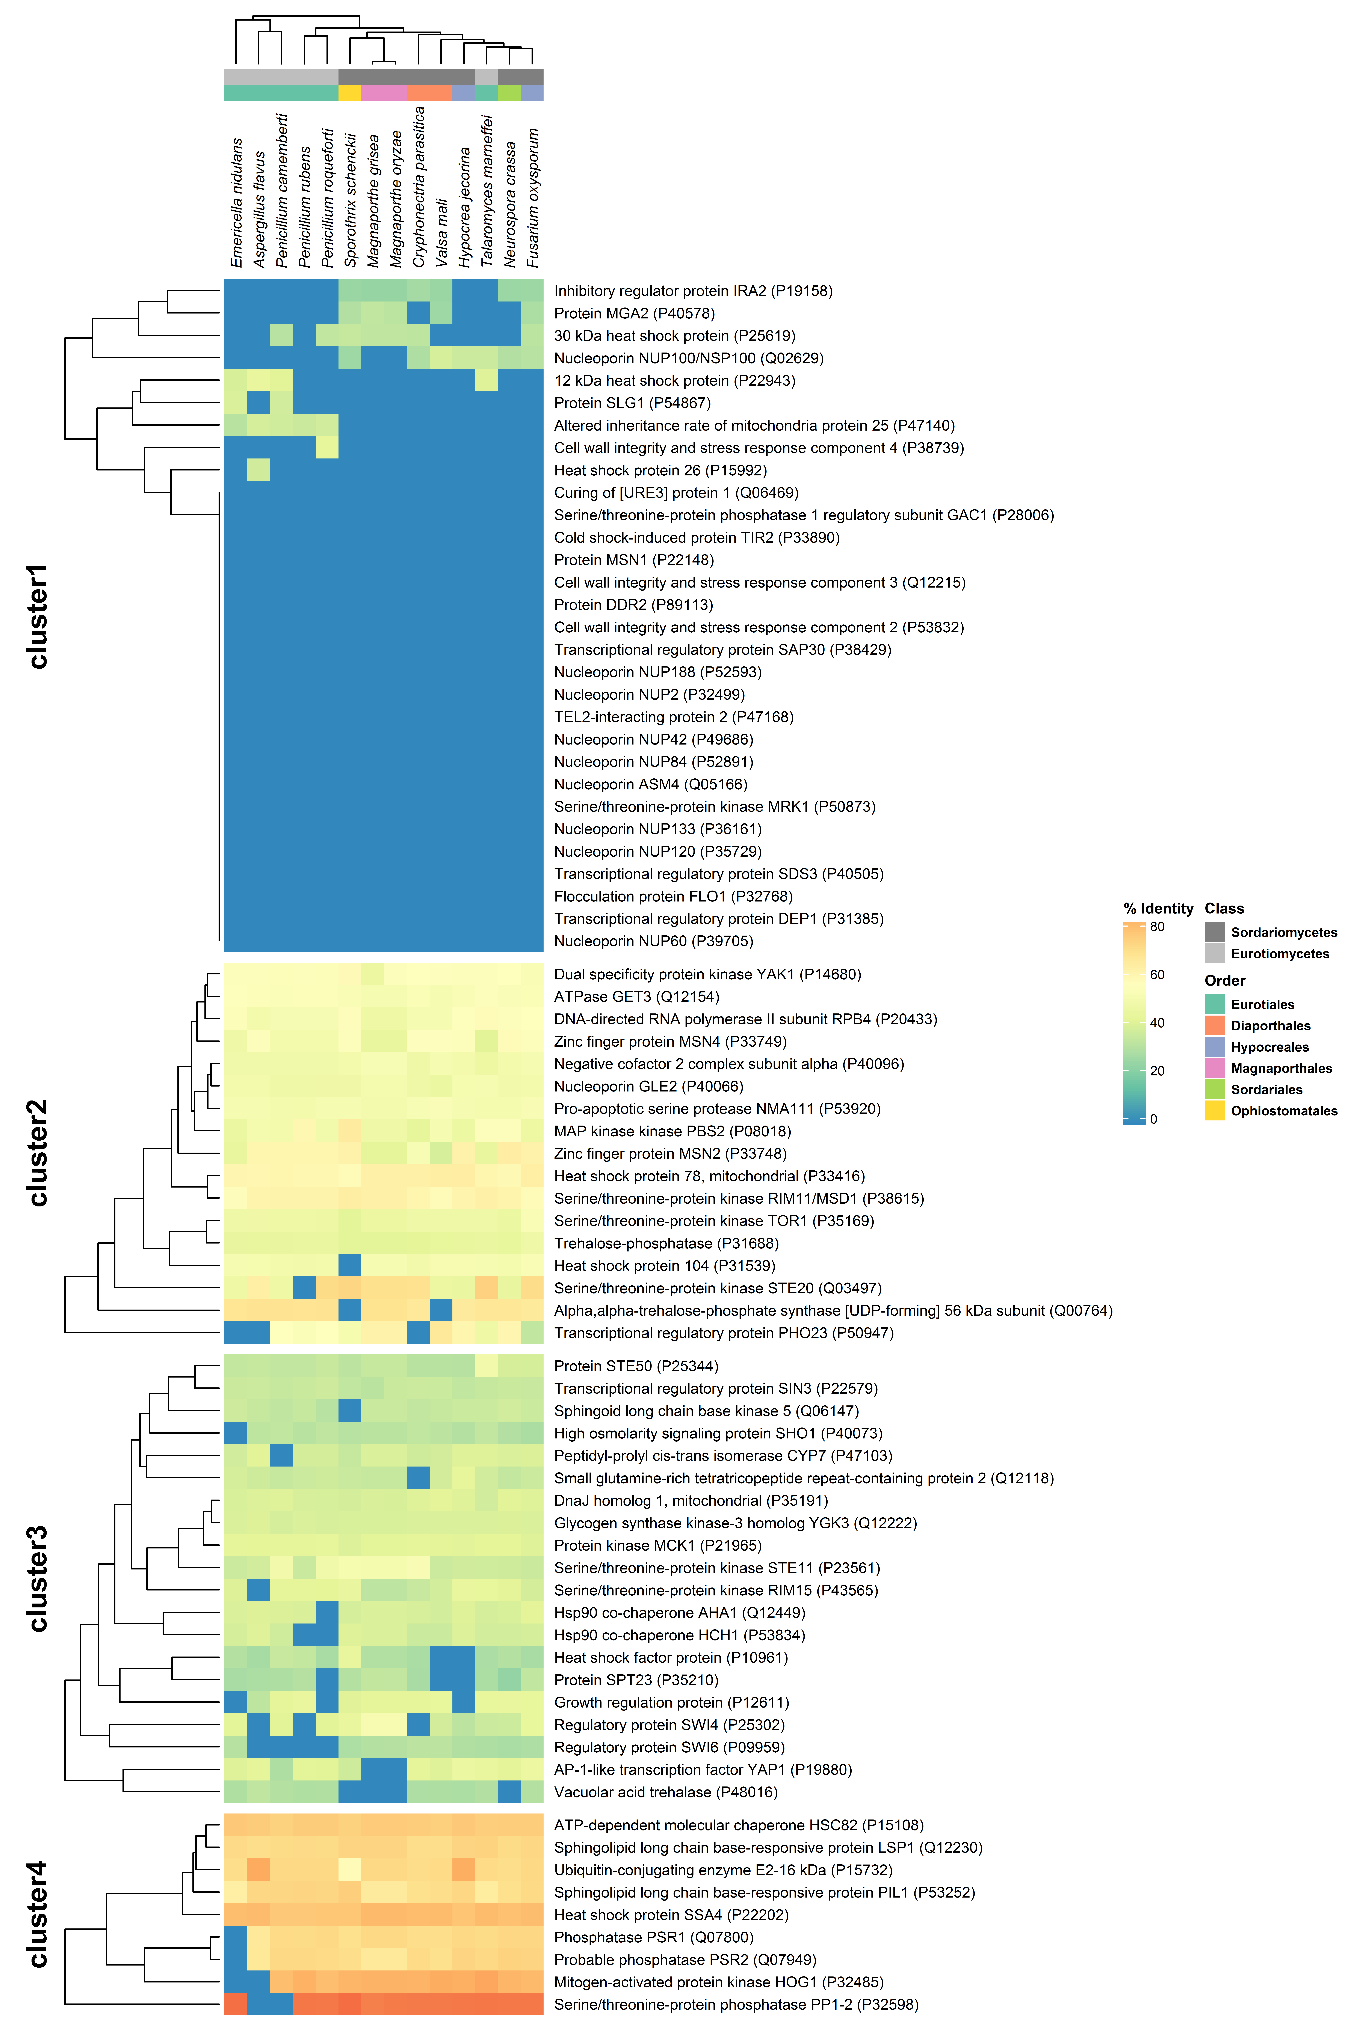 Emericella nidulans
Aspergillus flavus
Penicillium camemberti
Penicillium rubens
Penicillium roqueforti
Sporothrix schenckii
Magnaporthe grisea
Magnaporthe oryzae
Cryphonectria parasitica
Valsa mali
Hypocrea jecorina
Talaromyces marneffei
Neurospora crassa
Fusarium oxysporum
cluster1
Inhibitory regulator protein IRA2 (P19158)
Protein MGA2 (P40578)
30 kDa heat shock protein (P25619)
Nucleoporin NUP100/NSP100 (Q02629)
12 kDa heat shock protein (P22943)
Protein SLG1 (P54867)
Altered inheritance rate of mitochondria protein 25 (P47140)
Cell wall integrity and stress response component 4 (P38739)
Heat shock protein 26 (P15992)
Curing of [URE3] protein 1 (Q06469)
Serine/threonine-protein phosphatase 1 regulatory subunit GAC1 (P28006)
Cold shock-induced protein TIR2 (P33890)
Protein MSN1 (P22148)
Cell wall integrity and stress response component 3 (Q12215)
Protein DDR2 (P89113)
Cell wall integrity and stress response component 2 (P53832)
Transcriptional regulatory protein SAP30 (P38429)
Nucleoporin NUP188 (P52593)
Nucleoporin NUP2 (P32499)
TEL2-interacting protein 2 (P47168)
Nucleoporin NUP42 (P49686)
Nucleoporin NUP84 (P52891)
Nucleoporin ASM4 (Q05166)
Serine/threonine-protein kinase MRK1 (P50873)
Nucleoporin NUP133 (P36161)
Nucleoporin NUP120 (P35729)
Transcriptional regulatory protein SDS3 (P40505)
Flocculation protein FLO1 (P32768)
Transcriptional regulatory protein DEP1 (P31385)
Nucleoporin NUP60 (P39705)
cluster2
Dual specificity protein kinase YAK1 (P14680)
ATPase GET3 (Q12154)
DNA-directed RNA polymerase II subunit RPB4 (P20433)
Zinc finger protein MSN4 (P33749)
Negative cofactor 2 complex subunit alpha (P40096)
Nucleoporin GLE2 (P40066)
Pro-apoptotic serine protease NMA111 (P53920)
MAP kinase kinase PBS2 (P08018)
Zinc finger protein MSN2 (P33748)
Heat shock protein 78, mitochondrial (P33416)
Serine/threonine-protein kinase RIM11/MSD1 (P38615)
Serine/threonine-protein kinase TOR1 (P35169)
Trehalose-phosphatase (P31688)
Heat shock protein 104 (P31539)
Serine/threonine-protein kinase STE20 (Q03497)
Alpha,alpha-trehalose-phosphate synthase [UDP-forming] 56 kDa subunit (Q00764)
Transcriptional regulatory protein PHO23 (P50947)
cluster3
Protein STE50 (P25344)
Transcriptional regulatory protein SIN3 (P22579)
Sphingoid long chain base kinase 5 (Q06147)
High osmolarity signaling protein SHO1 (P40073)
Peptidyl-prolyl cis-trans isomerase CYP7 (P47103)
Small glutamine-rich tetratricopeptide repeat-containing protein 2 (Q12118)
DnaJ homolog 1, mitochondrial (P35191)
Glycogen synthase kinase-3 homolog YGK3 (Q12222)
Protein kinase MCK1 (P21965)
Serine/threonine-protein kinase STE11 (P23561)
Serine/threonine-protein kinase RIM15 (P43565)
Hsp90 co-chaperone AHA1 (Q12449)
Hsp90 co-chaperone HCH1 (P53834)
Heat shock factor protein (P10961)
Protein SPT23 (P35210)
Growth regulation protein (P12611)
Regulatory protein SWI4 (P25302)
Regulatory protein SWI6 (P09959)
AP-1-like transcription factor YAP1 (P19880)
Vacuolar acid trehalase (P48016)
cluster4
ATP-dependent molecular chaperone HSC82 (P15108)
Sphingolipid long chain base-responsive protein LSP1 (Q12230)
Ubiquitin-conjugating enzyme E2-16 kDa (P15732)
Sphingolipid long chain base-responsive protein PIL1 (P53252)
Heat shock protein SSA4 (P22202)
Phosphatase PSR1 (Q07800)
Probable phosphatase PSR2 (Q07949)
Mitogen-activated protein kinase HOG1 (P32485)
Serine/threonine-protein phosphatase PP1-2 (P32598)
% Identity
80
60
40
20
0
Class
Sordariomycetes
Eurotiomycetes
Order
Eurotiales
Diaporthales
Hypocreales
Magnaporthales
Sordariales
Ophiostomatales